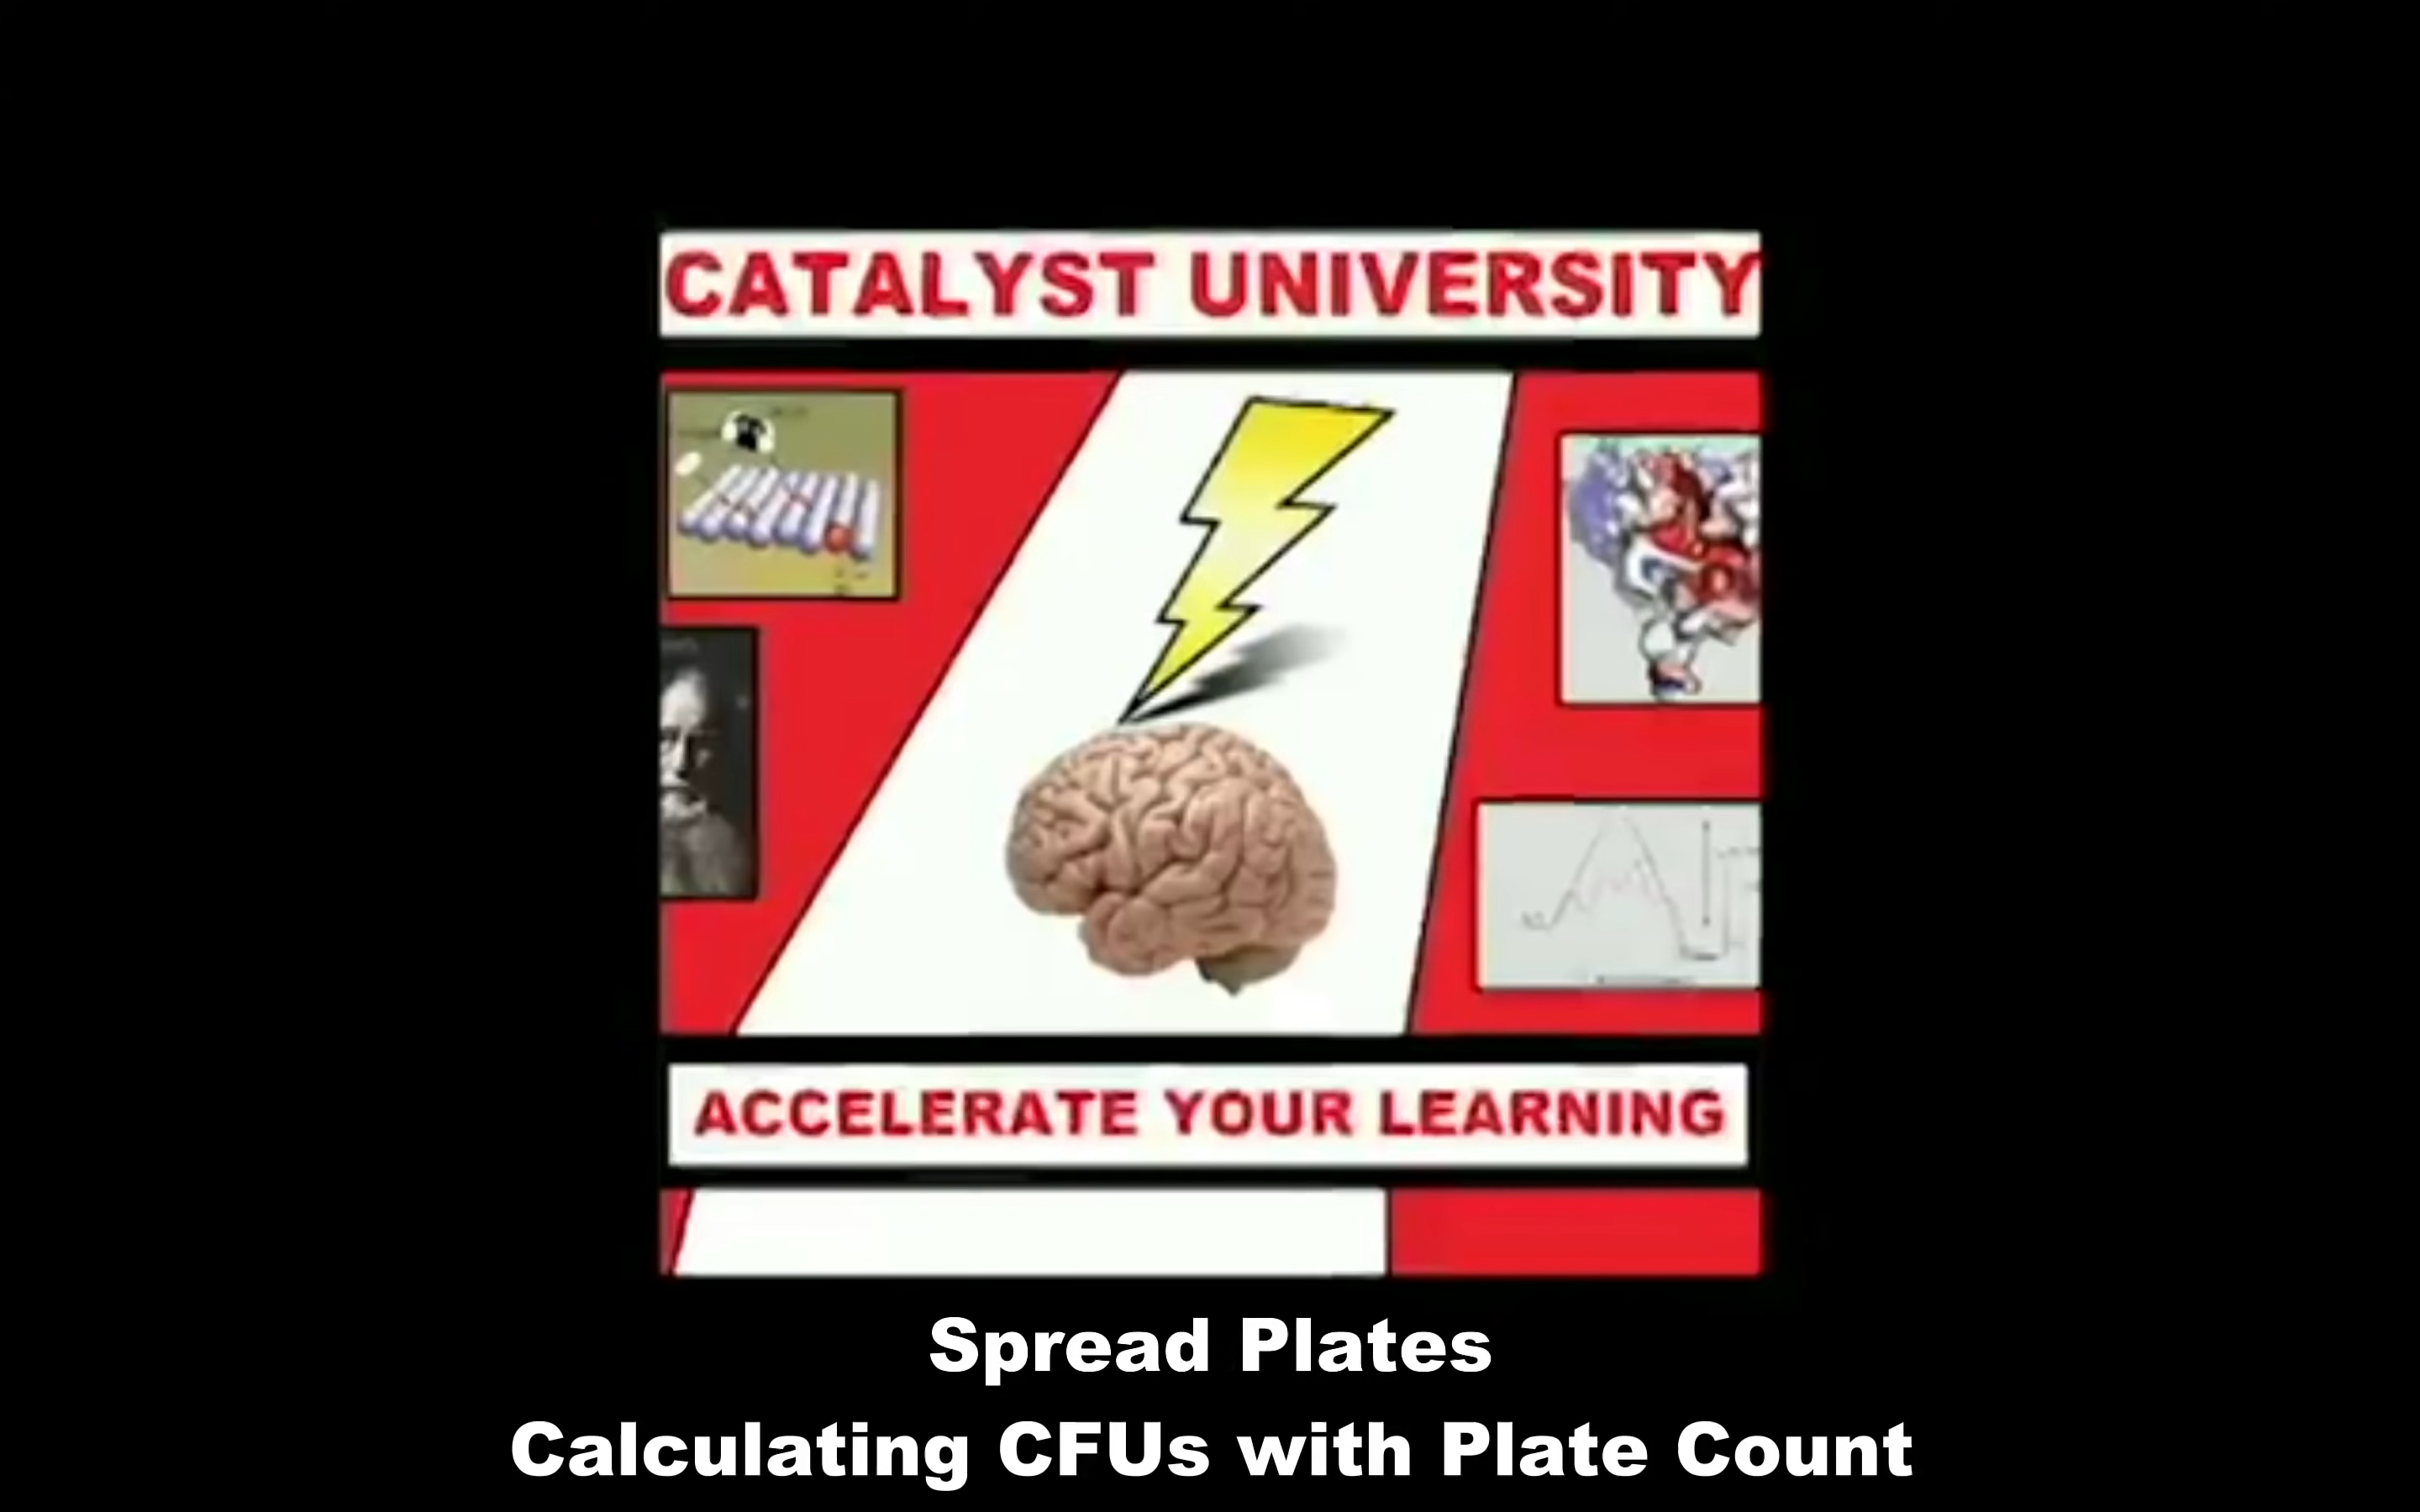 CATALYST UNIVERSITY
ACCELERATE YOUR LEARNING
Spread Plates
Calculating CFUs with Plate Count